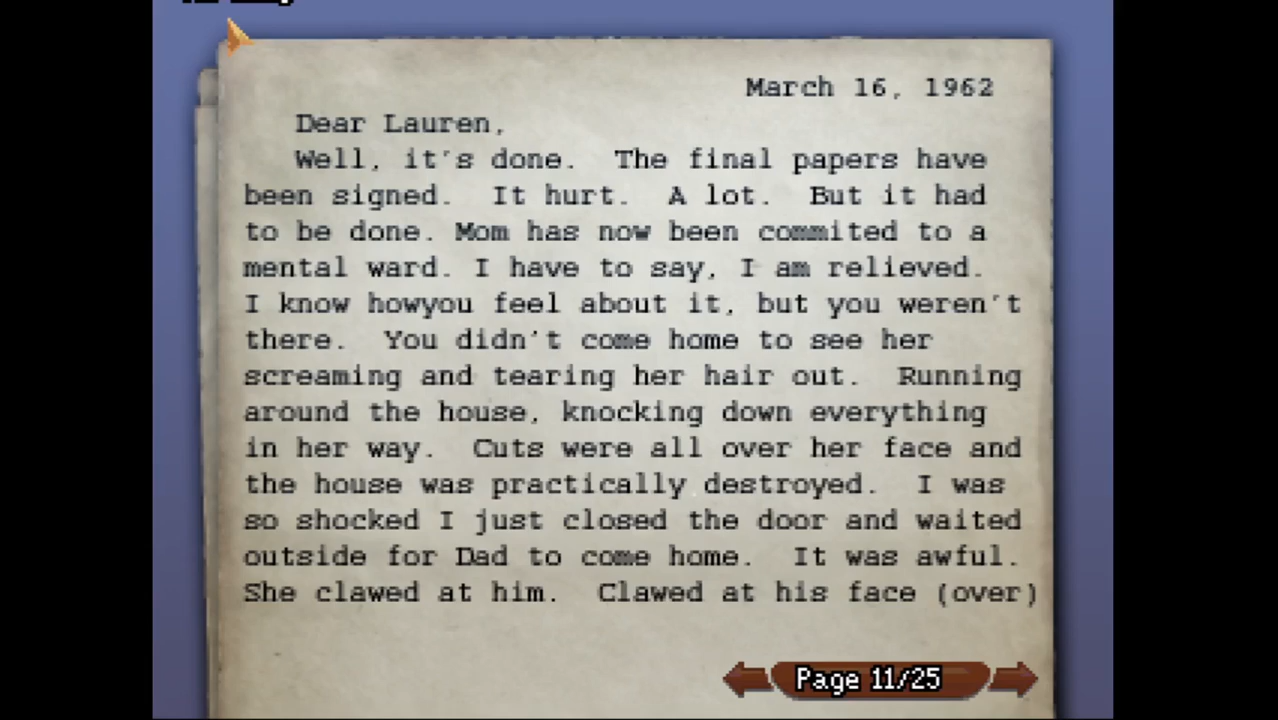 March 16, 1962
Dear Lauren,
Well, it's done. The final papers have
been signed. It hurt. A lot. But it had
to be done. Mom has now been commited to a
mental ward. I have to say, I am relieved.
I know howyou feel about it, but you weren't
there. You didn't come home to see her
screaming and tearing her hair out. Running
around the house, knocking down everything
in her way. Cuts were all over her face and
the house was practically destroyed. I was
so shocked I just closed the door and waited
outside for Dad to come home. It was awful.
She clawed at him. Clawed at his face (over)
Page 11/25